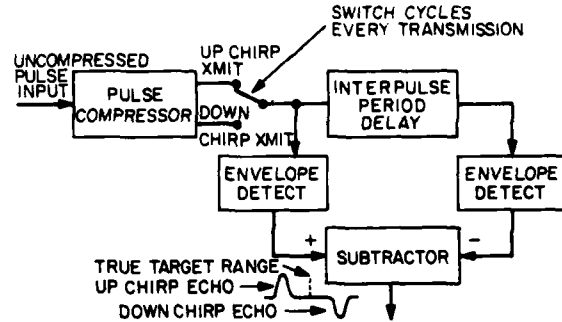 SWITCH CYCLES
EVERY TRANSMISSION
UNCOMPRESSED
PULSE
INPUT
UP CHIRP
XMIT
PULSE
COMPRESSOR
DOWN
CHIRP XMIT
INTERPULSE
PERIOD
DELAY
ENVELOPE
DETECT
ENVELOPE
DETECT
+
SUBTRACTOR
-
TRUE TARGET RANGE
UP CHIRP ECHO
DOWN CHIRP ECHO